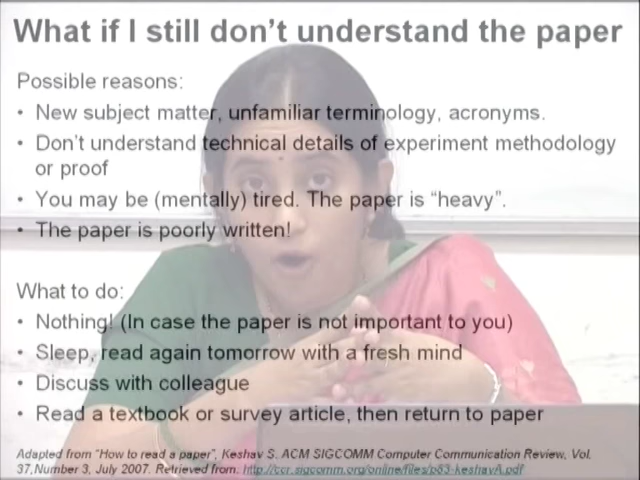 What if I still don't understand the paper
Possible reasons:
• New subject matter, unfamiliar terminology, acronyms.
• Don't understand technical details of experiment methodology
or proof
• You may be (mentally) tired. The paper is "heavy".
• The paper is poorly written!
What to do:
• Nothing! (In case the paper is not important to you)
• Sleep, read again tomorrow with a fresh mind
• Discuss with colleague
• Read a textbook or survey article, then return to paper
Adapted from "How to read a paper", Keshav S. ACM SIGCOMM Computer Communication Review, Vol.
37,Number 3, July 2007. Retrieved from: http://ccr.sigcomm.org/online/files/p83-keshavA.pdf